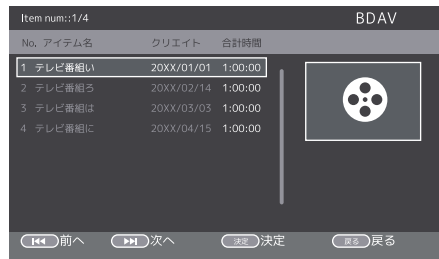 Item num::1/4 BDAV
No. アイテム名 クリエイト 合計時間
1 テレビ番組い 20XX/01/01 1:00:00
2 テレビ番組ろ 20XX/02/14 1:00:00
3 テレビ番組は 20XX/03/03 1:00:00
4 テレビ番組に 20XX/04/15 1:00:00
前へ 次へ 決定 決定 戻る 戻る